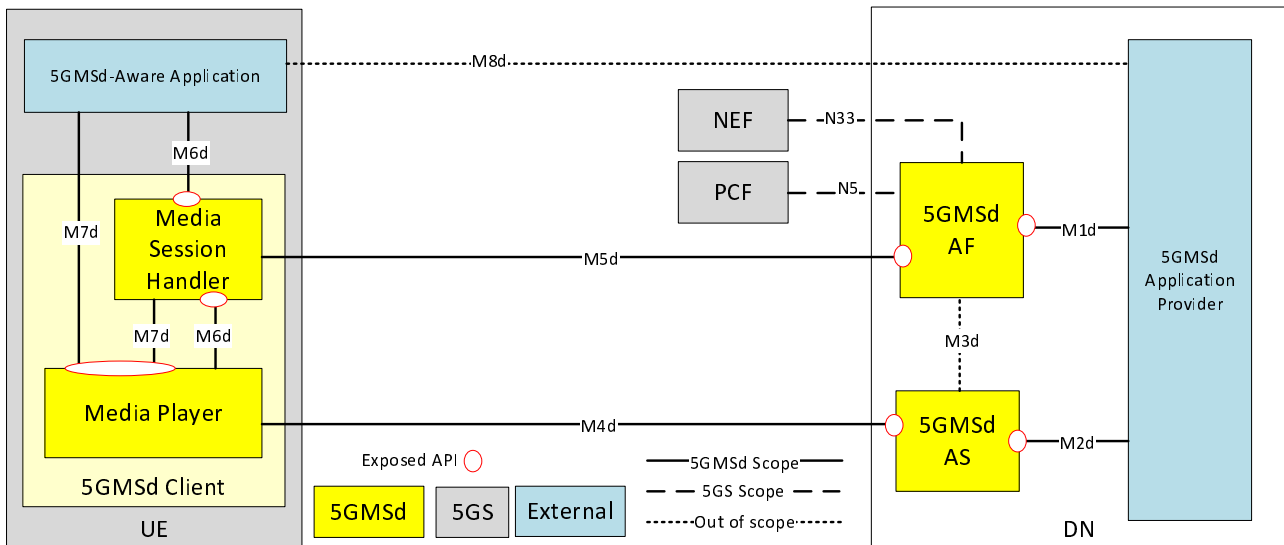 5GMSd-Aware Application
M8d
NEF
N33
M6d
PCF
N5
5GMSd
AF
M1d
Media
Session
Handler
M7d
M5d
5GMSd
Application
Provider
M7d
M6d
M3d
Media Player
M4d
5GMSd
AS
M2d
Exposed API
5GMSd Scope
5GMSd Client
5GS Scope
5GMSd
5GS
External
Out of scope
UE
DN